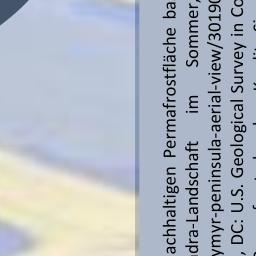 achhaltigen Permafrostfläche ba
dra-Landschaft im Sommer,
ymyr-peninsula-aerial-view/30190
, DC: U.S. Geological Survey in Co